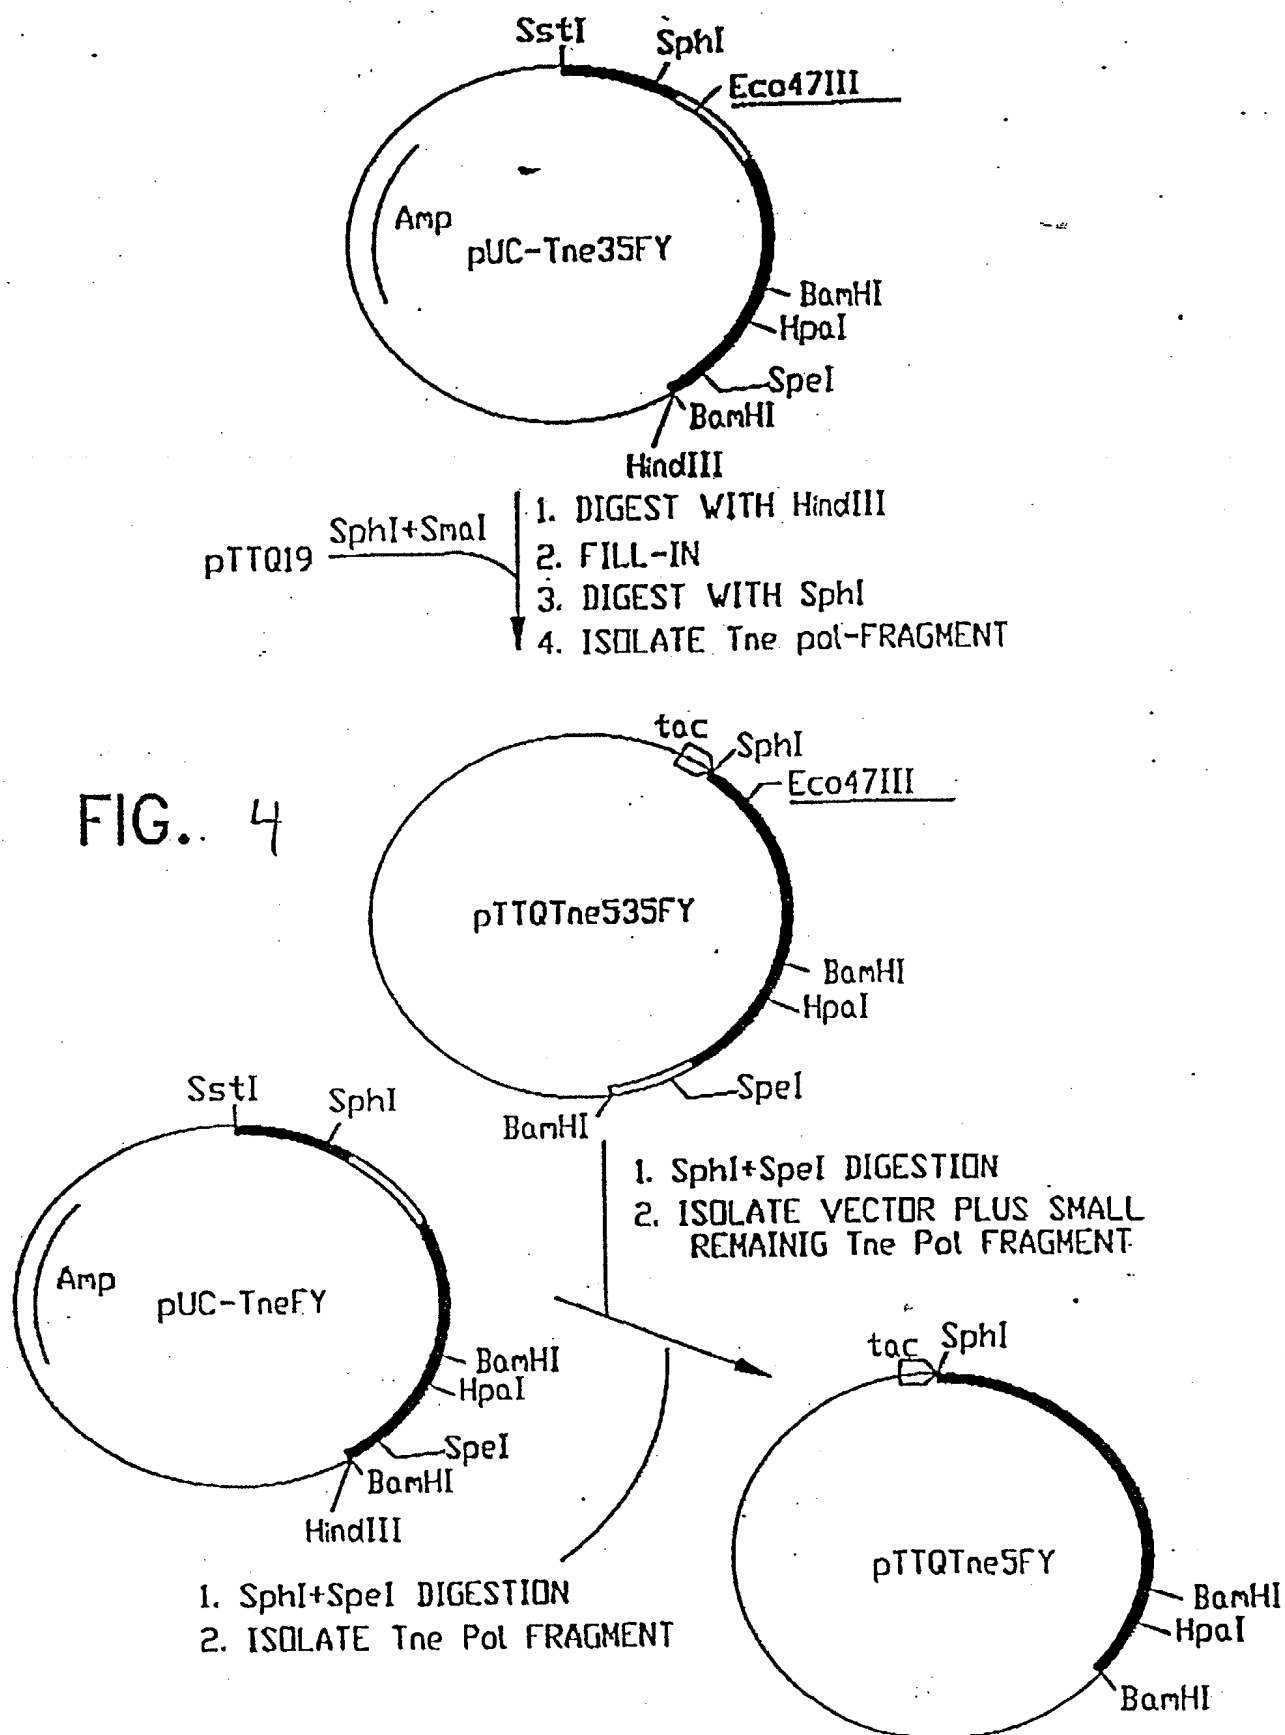 SstI
SphI
Eco47III
Amp
pUC-Tne35FY
BamHI
HpaI
SpeI
BamHI
HindIII
pTTQ19
SphI+SmaI
1. DIGEST WITH HindIII
2. FILL-IN
3. DIGEST WITH SphI
4. ISOLATE Tne pol-FRAGMENT
tac
SphI
Eco47III
FIG. 4
pTTQTne535FY
BamHI
HpaI
SpeI
BamHI
1. SphI+SpeI DIGESTION
2. ISOLATE VECTOR PLUS SMALL
REMAINIG Tne Pol FRAGMENT
SstI
SphI
Amp
pUC-TneFY
BamHI
HpaI
SpeI
BamHI
HindIII
1. SphI+SpeI DIGESTION
2. ISOLATE Tne Pol FRAGMENT
tac
SphI
pTTQTne5FY
BamHI
HpaI
BamHI